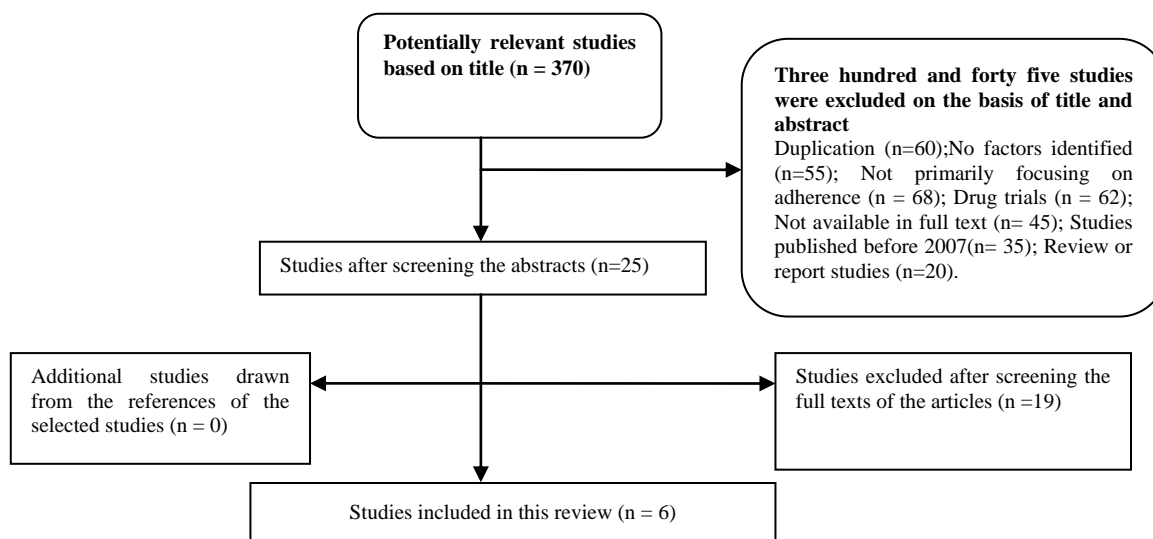 Potentially relevant studies
based on title (n = 370)
Three hundred and forty five studies
were excluded on the basis of title and
abstract
Duplication (n=60);No factors identified
(n=55); Not primarily focusing on
adherence (n = 68); Drug trials (n = 62);
Not available in full text (n= 45); Studies
published before 2007(n= 35); Review or
report studies (n=20).
Studies after screening the abstracts (n=25)
Additional studies drawn
from the references of the
selected studies (n = 0)
Studies excluded after screening the
full texts of the articles (n =19)
Studies included in this review (n = 6)